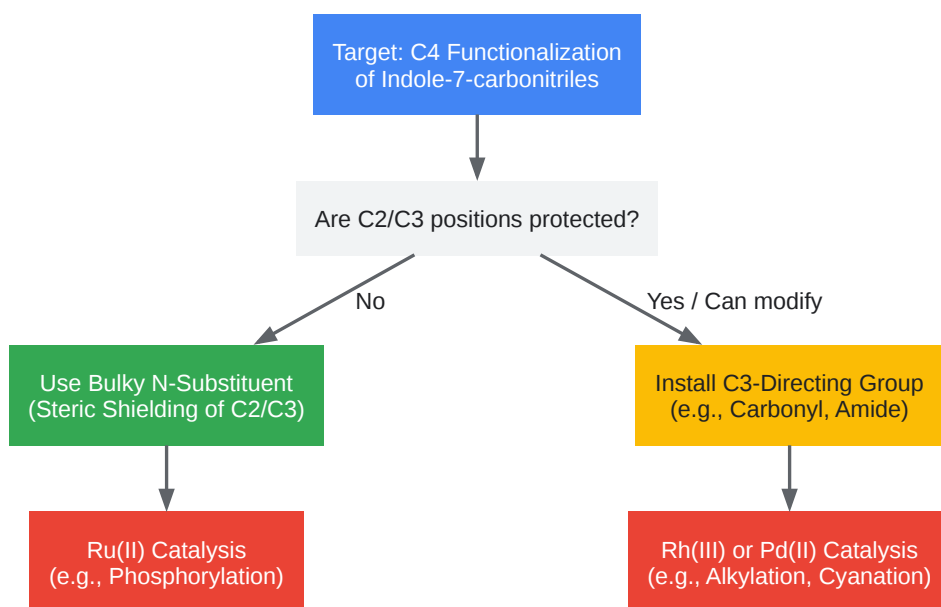 Target: C4 Functionalization
of Indole-7-carbonitriles
Are C2/C3 positions protected?
No
Yes / Can modify
Use Bulky N-Substituent
(Steric Shielding of C2/C3)
Install C3-Directing Group
(e.g., Carbonyl, Amide)
Ru(II) Catalysis
(e.g., Phosphorylation)
Rh(III) or Pd(II) Catalysis
(e.g., Alkylation, Cyanation)